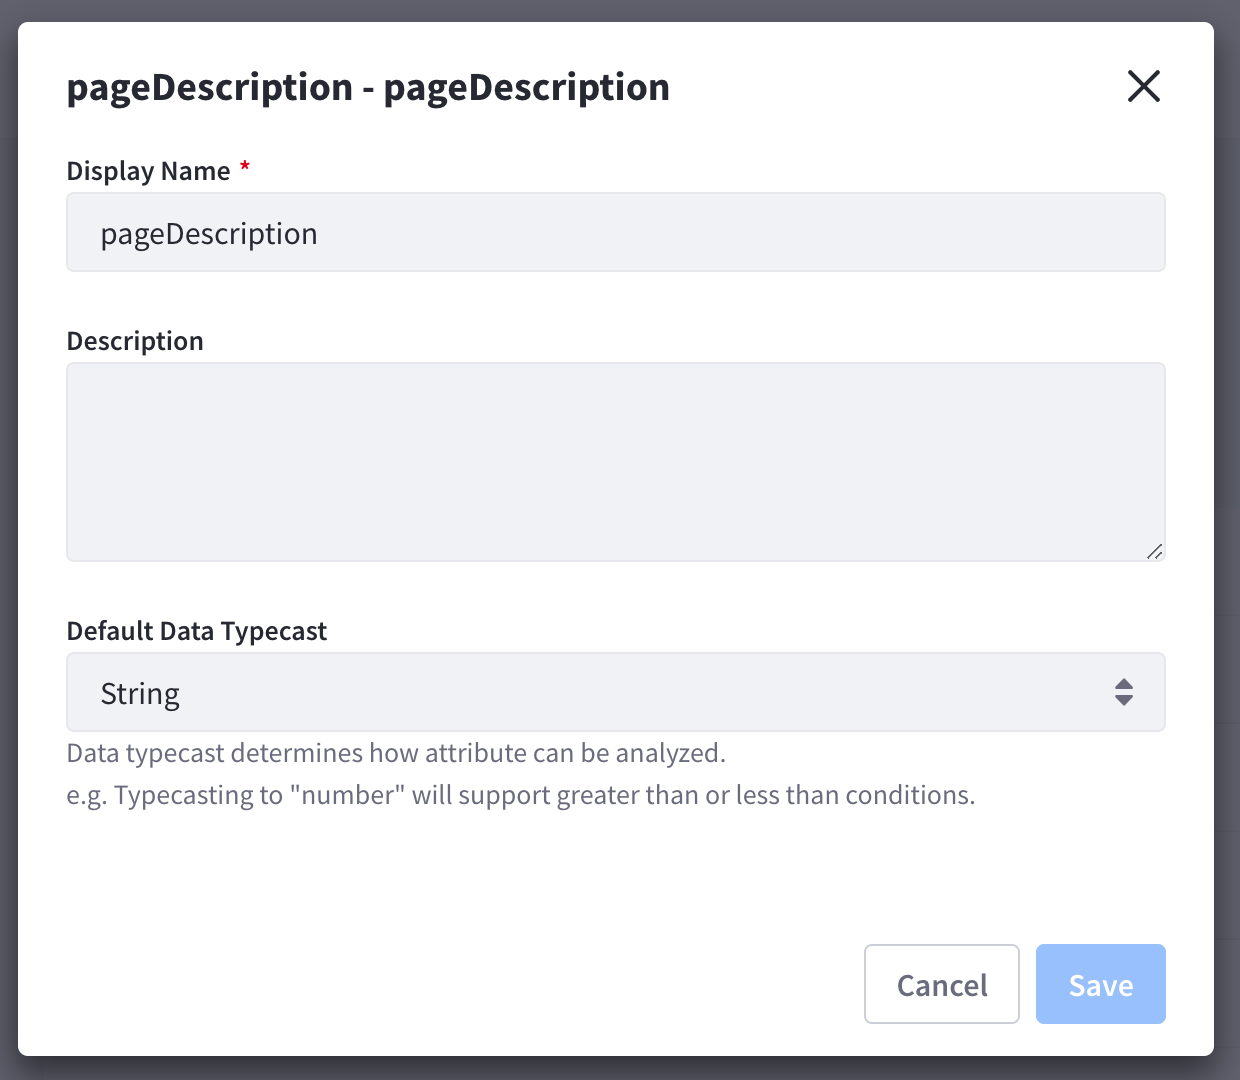 pageDescription - pageDescription
Display Name *
pageDescription
Description
Default Data Typecast
String
Data typecast determines how attribute can be analyzed.
e.g. Typecasting to "number" will support greater than or less than conditions.
Cancel
Save